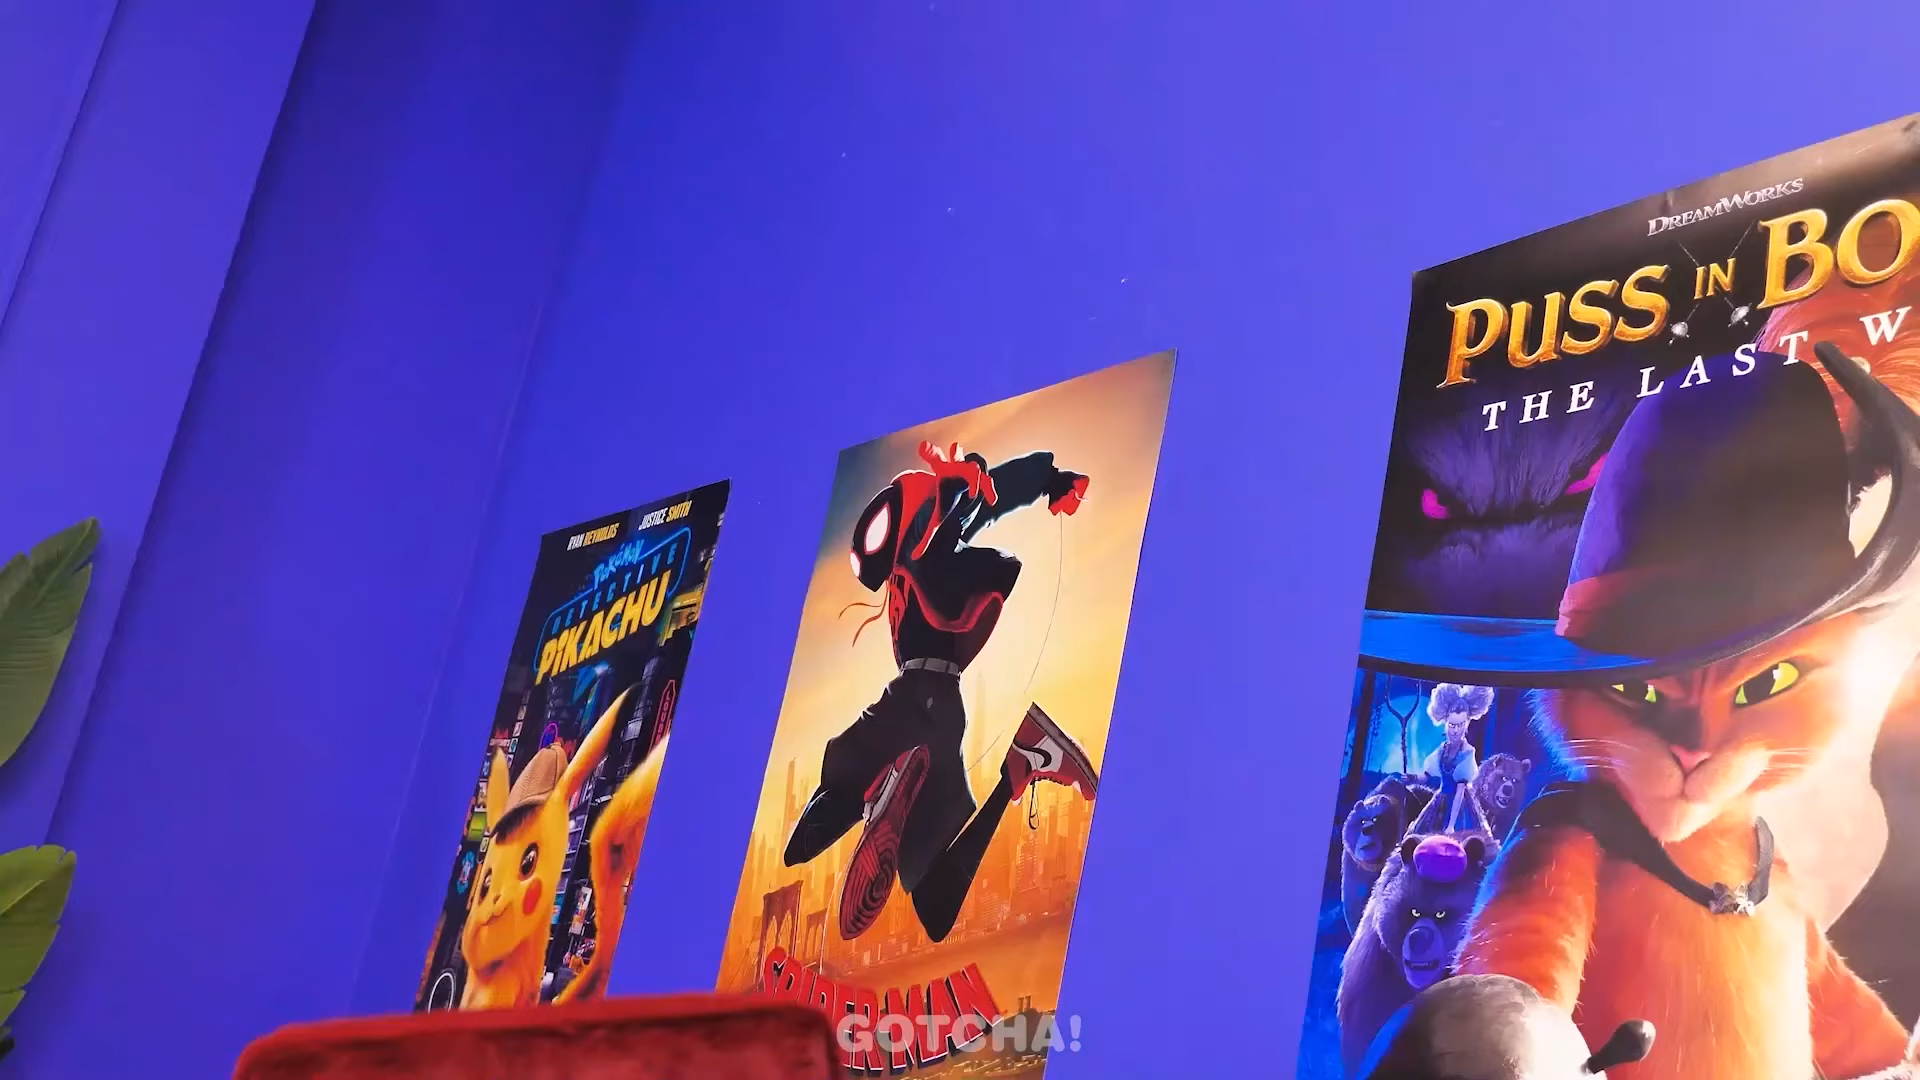 RYAN REYNOLDS
JUSTICE SMITH
POKÉMON
DETECTIVE
PIKACHU
SPIDER-MAN
GOTCHA!
DREAMWORKS
PUSS IN BO
THE LAST W